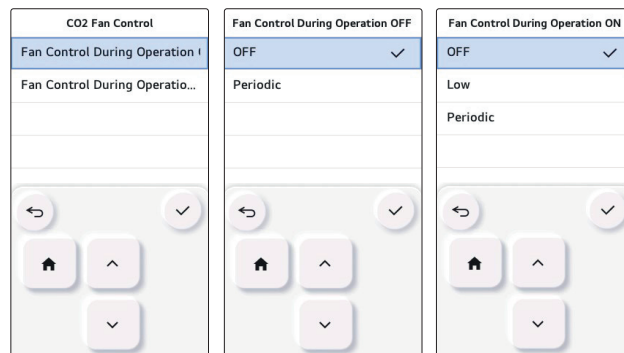 CO2 Fan Control
Fan Control During Operation (
Fan Control During Operatio...
Fan Control During Operation OFF
OFF
Periodic
Fan Control During Operation ON
OFF
Low
Periodic